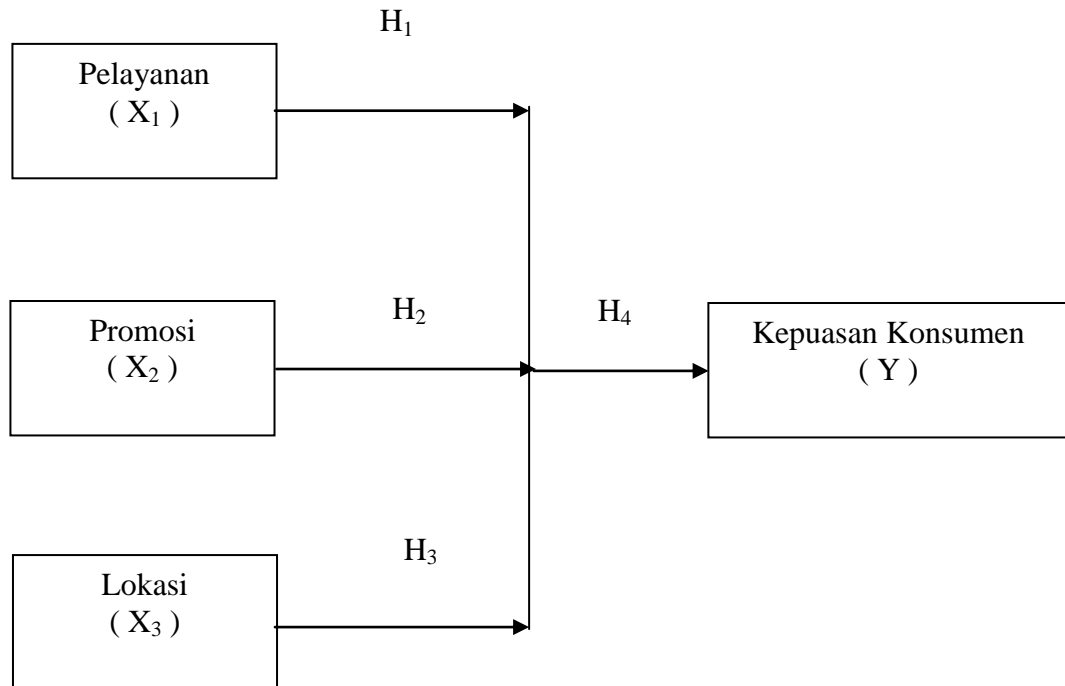 H₁
Pelayanan
( X₁ )
H₂
H₄
Promosi
( X₂ )
Kepuasan Konsumen
( Y )
H₃
Lokasi
( X₃ )